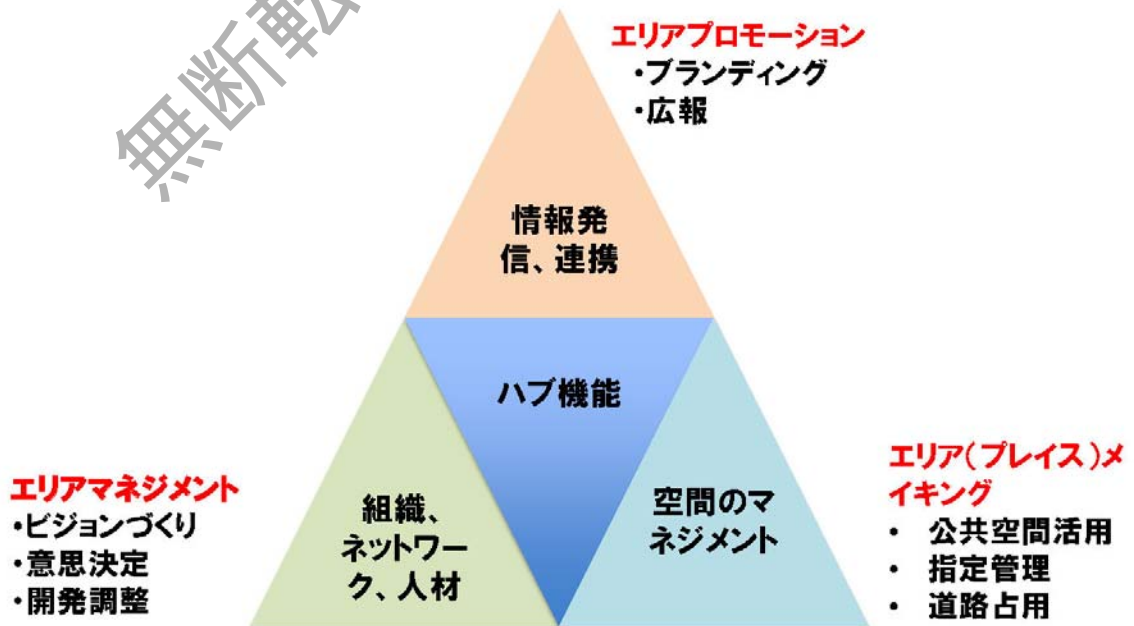 無断転
エリアプロモーション
・ブランディング
・広報
情報発
信、連携
ハブ機能
エリアマネジメント
・ビジョンづくり
・意思決定
・開発調整
組織、
ネットワー
ク、人材
空間のマ
ネジメント
エリア（プレイス）メ
イキング
• 公共空間活用
• 指定管理
• 道路占用